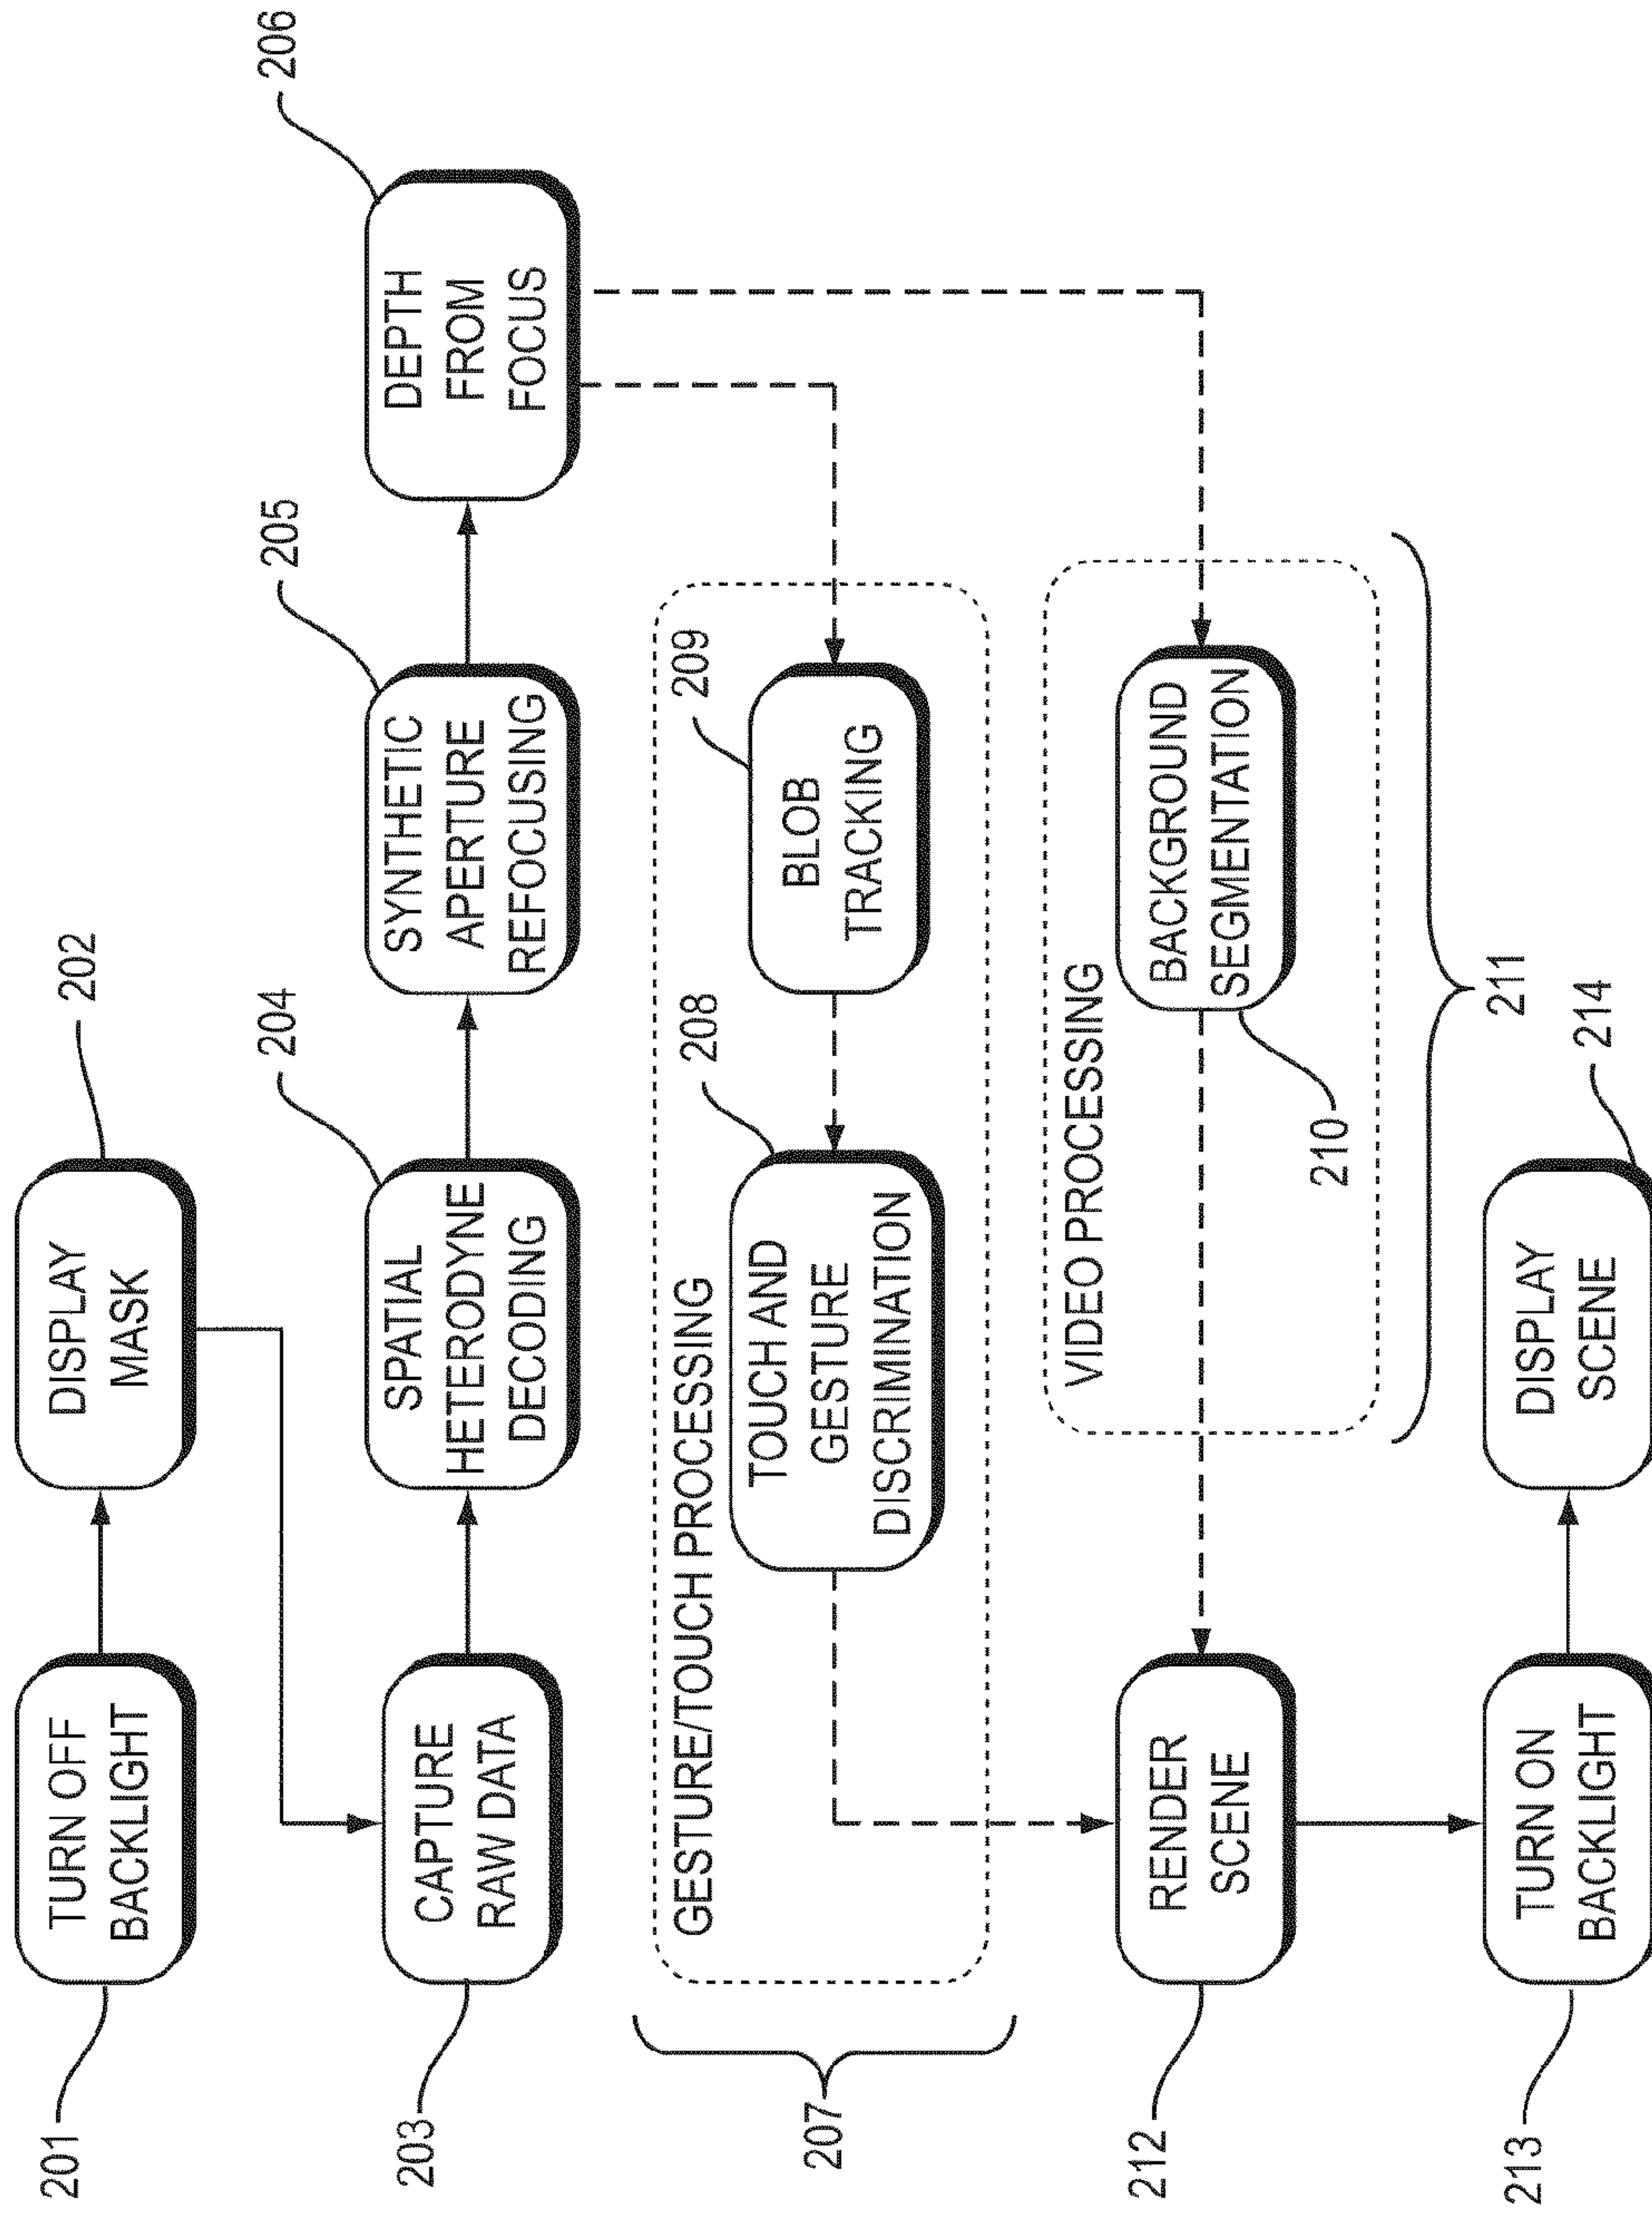 201
TURN OFF
BACKLIGHT
DISPLAY
MASK
202
203
CAPTURE
RAW DATA
204
SPATIAL
HETERODYNE
DECODING
205
SYNTHETIC
APERTURE
REFOCUSING
206
DEPTH
FROM
FOCUS
207
GESTURE/TOUCH PROCESSING
208
TOUCH AND
GESTURE
DISCRIMINATION
209
BLOB
TRACKING
212
RENDER
SCENE
VIDEO PROCESSING
210
BACKGROUND
SEGMENTATION
211
213
TURN ON
BACKLIGHT
DISPLAY
SCENE
214